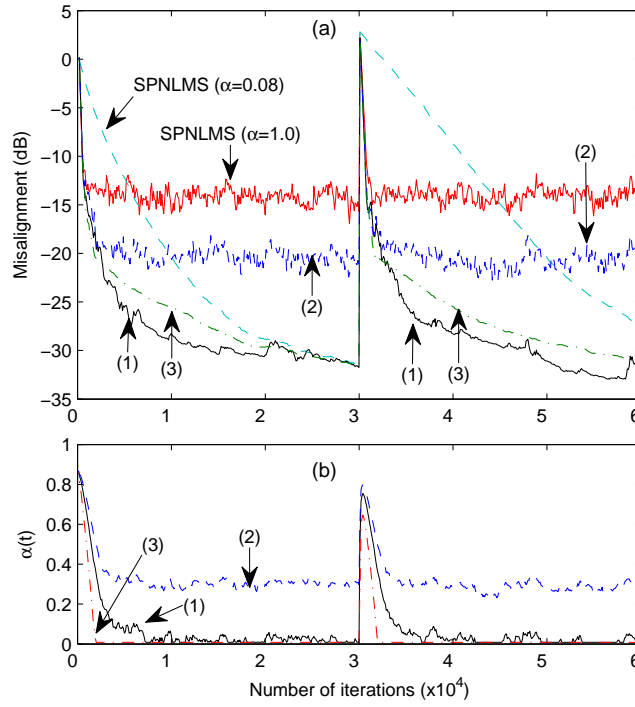 (a)
5
0
−5
−10
−15
−20
−25
−30
−35
Misalignment (dB)
SPNLMS (α=0.08)
SPNLMS (α=1.0)
(2)
(2)
(1)
(3)
(1)
(3)
0 1 2 3 4 5 6
(b)
1
0.8
0.6
0.4
0.2
0
α(t)
(3)
(2)
(1)
0 1 2 3 4 5 6
Number of iterations (x10⁴)